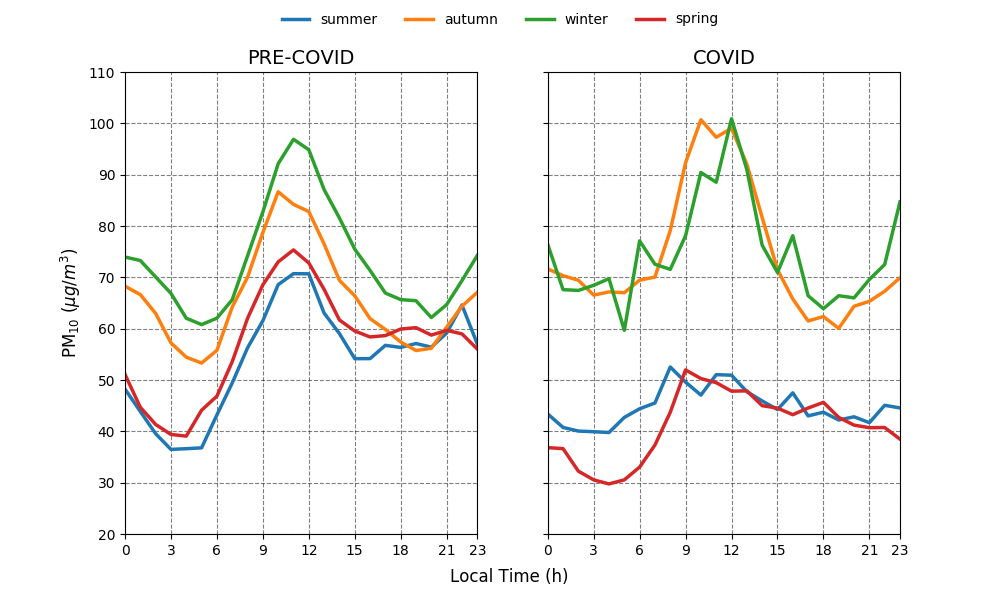 summer autumn winter spring
PRE-COVID COVID
110
100
90
80
70
60
50
40
30
20
PM10 (μg/m3)
0 3 6 9 12 15 18 21 23 0 3 6 9 12 15 18 21 23
Local Time (h)